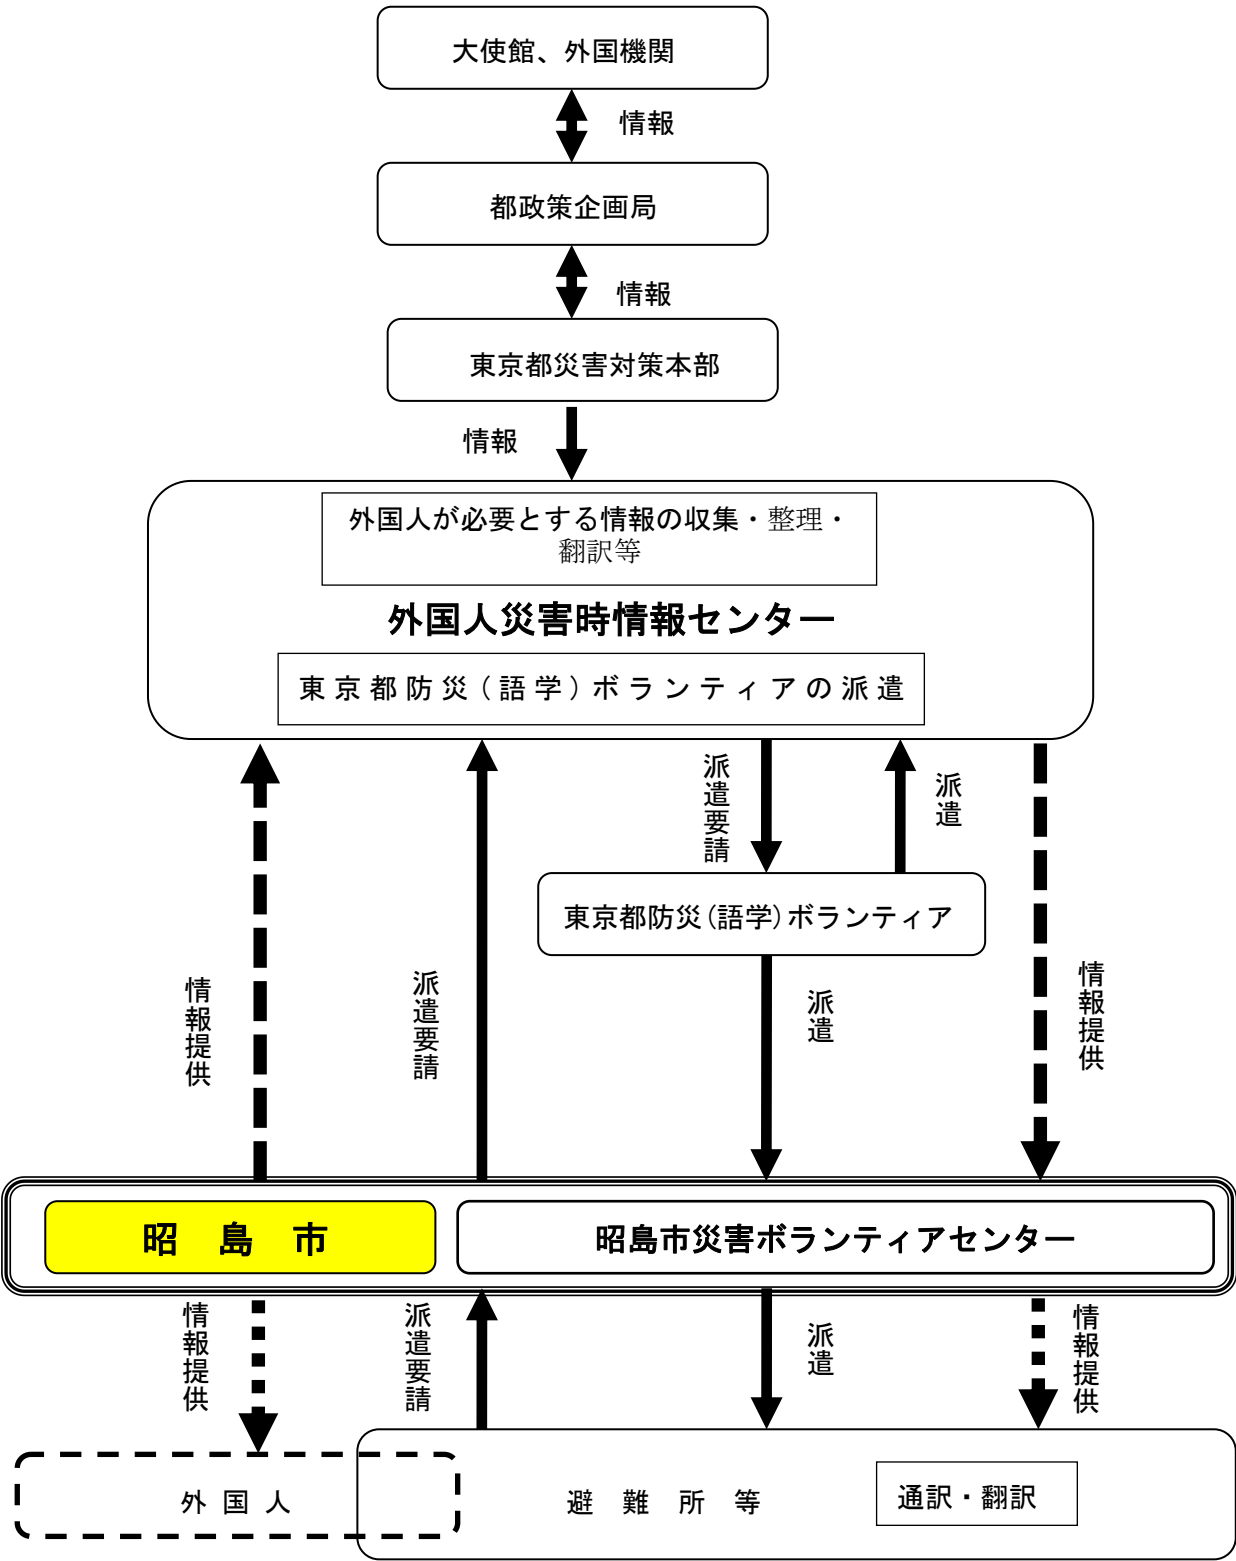 大使館、外国機関
情報
都政策企画局
情報
東京都災害対策本部
情報
外国人が必要とする情報の収集・整理・
翻訳等
外国人災害時情報センター
東京都防災(語学)ボランティアの派遣
派遣要請
派遣
東京都防災(語学)ボランティア
情報提供
派遣要請
派遣
情報提供
昭島市
昭島市災害ボランティアセンター
情報提供
派遣要請
派遣
情報提供
外国人
避難所等
通訳・翻訳